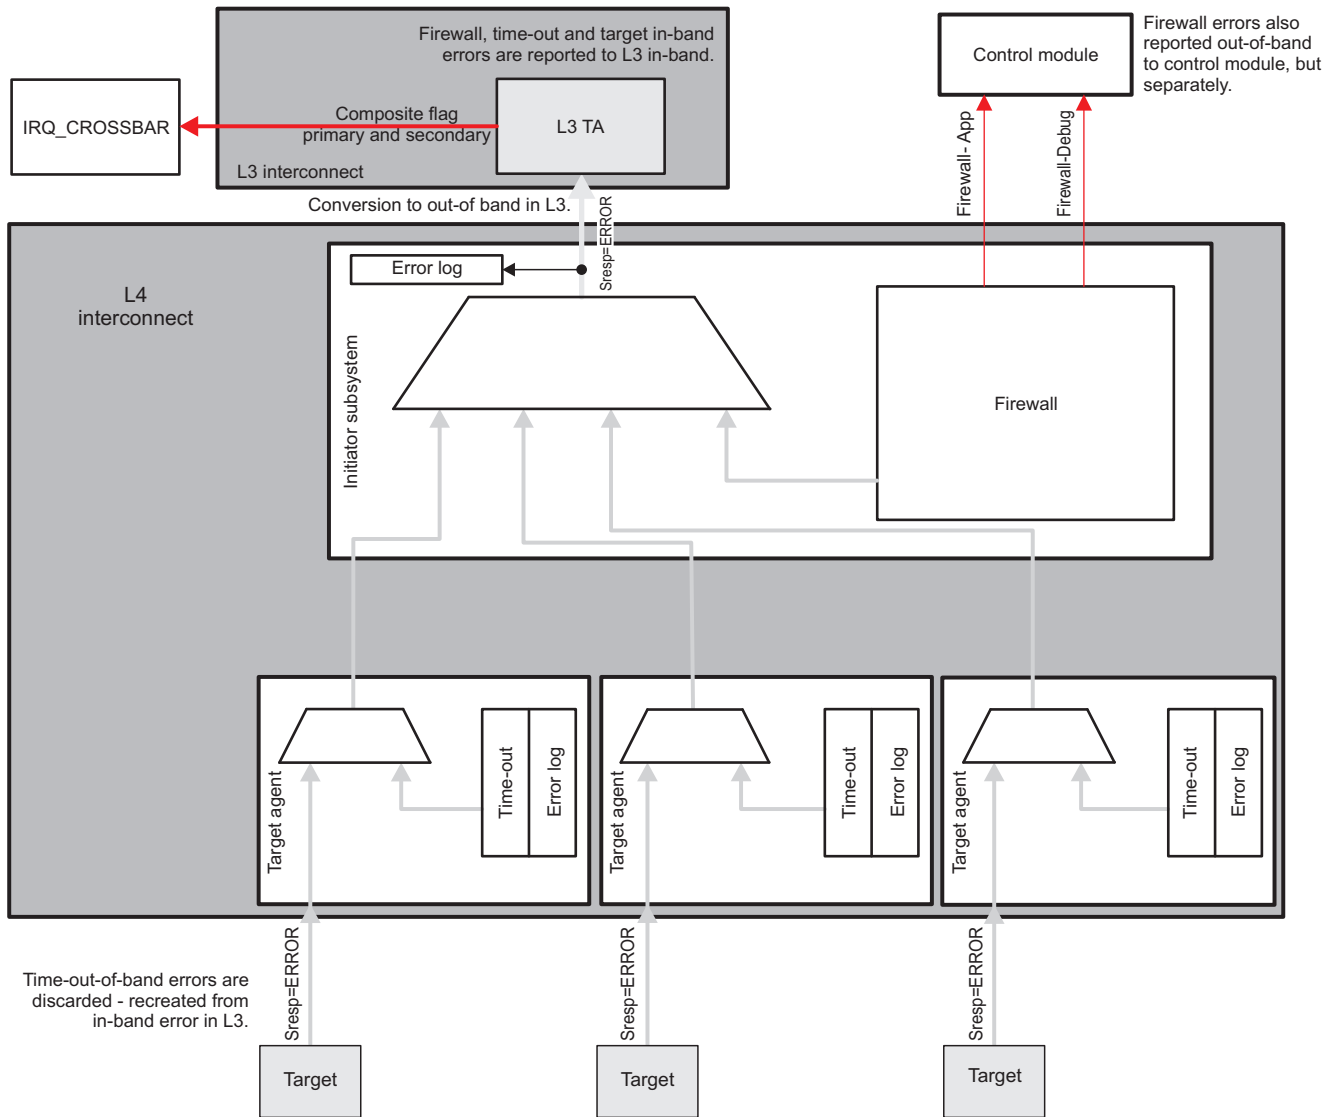 Firewall, time-out and target in-band
errors are reported to L3 in-band.
Control module
Firewall errors also
reported out-of-band
to control module, but
separately.
IRQ_CROSSBAR
Composite flag
primary and secondary
L3 TA
L3 interconnect
Firewall- App
Firewall-Debug
Conversion to out-of band in L3.
Sresp=ERROR
Error log
L4
interconnect
Initiator subsystem
Firewall
Target agent
Time-out
Error log
Target agent
Time-out
Error log
Target agent
Time-out
Error log
Time-out-of-band errors are
discarded - recreated from
in-band error in L3.
Sresp=ERROR
Sresp=ERROR
Sresp=ERROR
Target
Target
Target